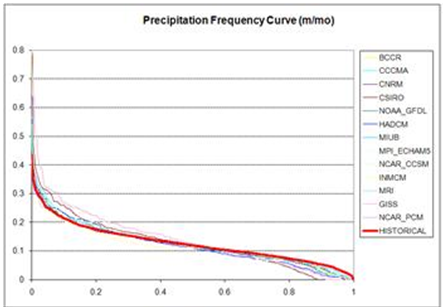 Precipitation Frequency Curve (m/mo)
0.8
0.7
0.6
0.5
0.4
0.3
0.2
0.1
0
0 0.2 0.4 0.6 0.8 1
BCCR
CCCMA
CNRM
CSIRO
NOAA_GFDL
HADCM
MIUB
MPI_ECHAM5
NCAR_CCSM
INMCM
MRI
GISS
NCAR_PCM
HISTORICAL